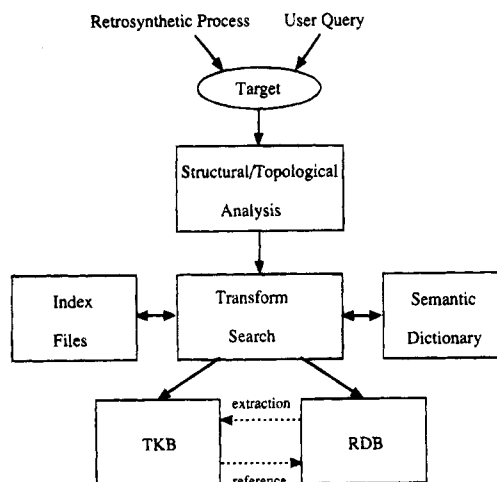 Retrosynthetic Process
User Query
Target
Structural/Topological
Analysis
Index
Files
Transform
Search
Semantic
Dictionary
extraction
TKB
RDB
reference